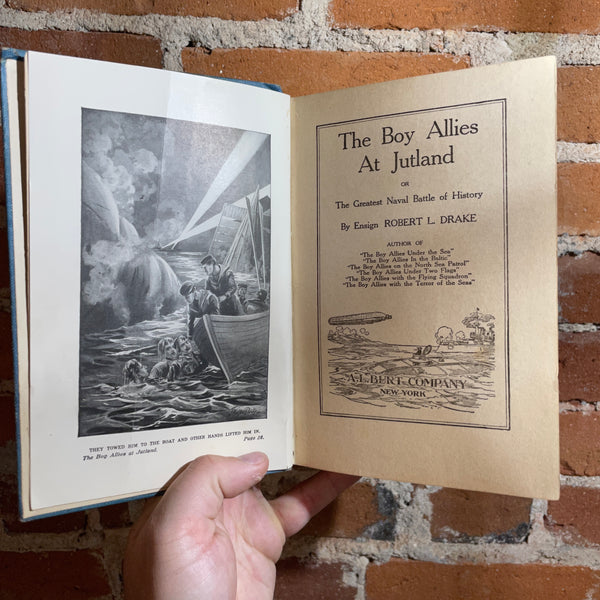 THEY TOWED HIM TO THE BOAT AND OTHER HANDS LIFTED HIM IN.
The Boy Allies at Jutland.
The Boy Allies
At Jutland
OR
The Greatest Naval Battle of History
By Ensign ROBERT L. DRAKE
AUTHOR OF
"The Boy Allies Under the Sea"
"The Boy Allies In the Baltic"
"The Boy Allies on the North Sea Patrol"
"The Boy Allies Under Two Flags"
"The Boy Allies with the Flying Squadron"
"The Boy Allies with the Terror of the Seas"
A. L. BURT COMPANY
NEW YORK